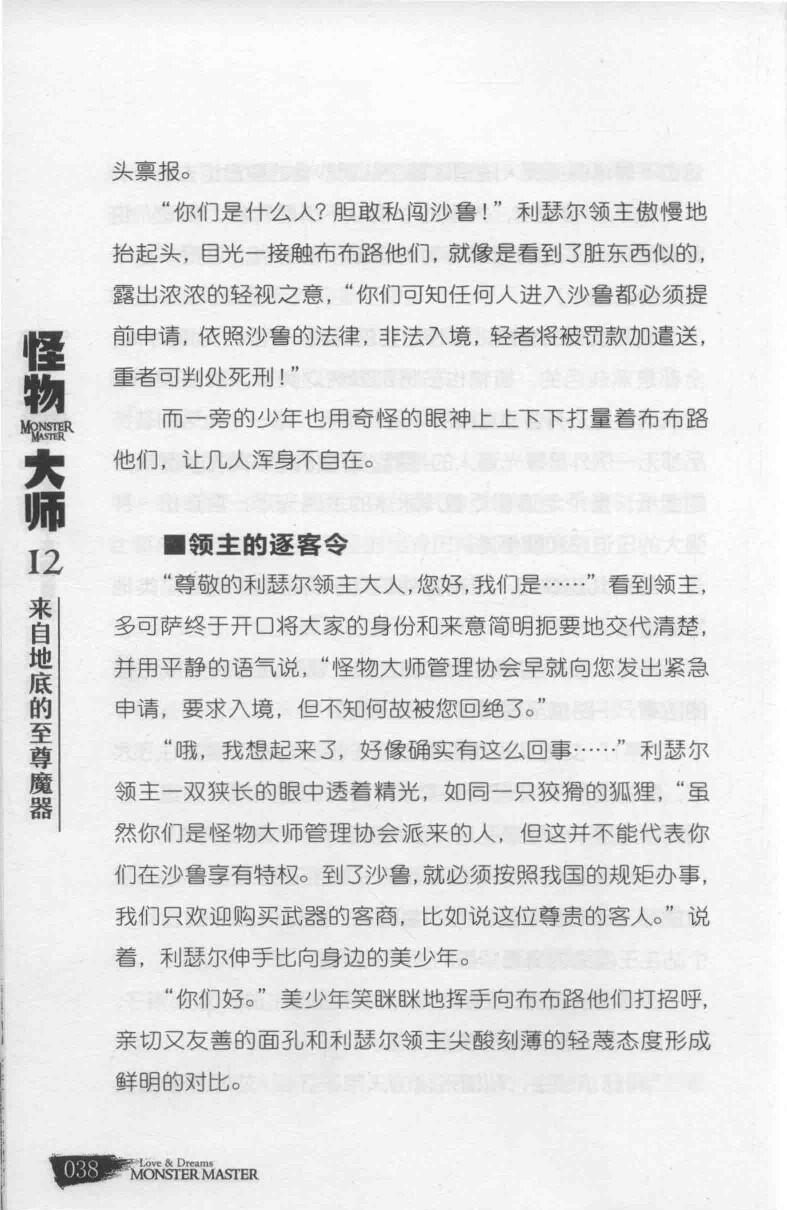 头禀报。
“你们是什么人？胆敢私闯沙鲁！”利瑟尔领主傲慢地
抬起头，目光一接触布布路他们，就像是看到了脏东西似的，
露出浓浓的轻视之意，“你们可知任何人进入沙鲁都必须提
前申请，依照沙鲁的法律，非法入境，轻者将被罚款加遣送，
重者可判处死刑！”
而一旁的少年也用奇怪的眼神上上下下打量着布布路
他们，让几人浑身不自在。
■领主的逐客令
“尊敬的利瑟尔领主大人，您好，我们是……”看到领主，
多可萨终于开口将大家的身份和来意简明扼要地交代清楚，
并用平静的语气说，“怪物大师管理协会早就向您发出紧急
申请，要求入境，但不知何故被您回绝了。”
“哦，我想起来了，好像确实有这么回事……”利瑟尔
领主一双狭长的眼中透着精光，如同一只狡猾的狐狸，“虽
然你们是怪物大师管理协会派来的人，但这并不能代表你
们在沙鲁享有特权。到了沙鲁，就必须按照我国的规矩办事，
我们只欢迎购买武器的客商，比如说这位尊贵的客人。”说
着，利瑟尔伸手比向身边的美少年。
“你们好。”美少年笑眯眯地挥手向布布路他们打招呼，
亲切又友善的面孔和利瑟尔领主尖酸刻薄的轻蔑态度形成
鲜明的对比。
怪物
MONSTER
MASTER
大师
12
来自地底的至尊魔器
038
Love & Dreams
MONSTER MASTER